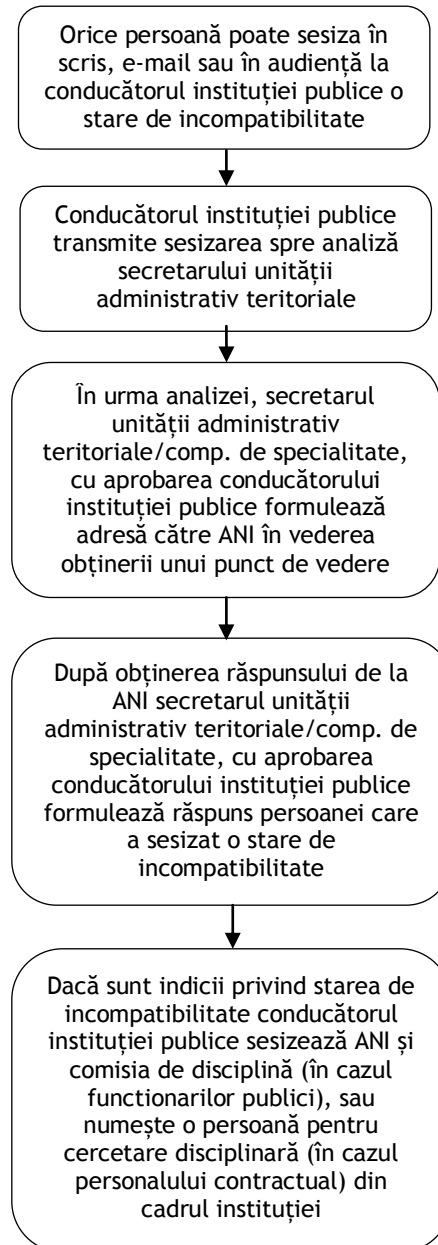 Orice persoană poate sesiza în
scris, e-mail sau în audiență la
conducătorul instituției publice o
stare de incompatibilitate
Conducătorul instituției publice
transmite sesizarea spre analiză
secretarului unității
administrativ teritoriale
În urma analizei, secretarul
unității administrativ
teritoriale/comp. de specialitate,
cu aprobarea conducătorului
instituției publice formulează
adresă către ANI în vederea
obținerii unui punct de vedere
După obținerea răspunsului de la
ANI secretarul unității
administrativ teritoriale/comp. de
specialitate, cu aprobarea
conducătorului instituției publice
formulează răspuns persoanei care
a sesizat o stare de
incompatibilitate
Dacă sunt indicii privind starea de
incompatibilitate conducătorul
instituției publice sesizează ANI și
comisia de disciplină (în cazul
functionarilor publici), sau
numește o persoană pentru
cercetare disciplinară (în cazul
personalului contractual) din
cadrul instituției